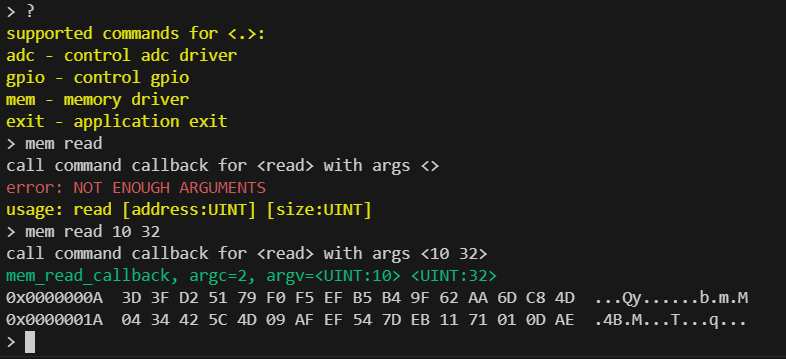 > ?
supported commands for <.>:
adc - control adc driver
gpio - control gpio
mem - memory driver
exit - application exit
> mem read
call command callback for <read> with args <>
error: NOT ENOUGH ARGUMENTS
usage: read [address:UINT] [size:UINT]
> mem read 10 32
call command callback for <read> with args <10 32>
mem_read_callback, argc=2, argv=<UINT:10> <UINT:32>
0x0000000A  3D 3F D2 51 79 F0 F5 EF B5 B4 9F 62 AA 6D C8 4D  ...Qy......b.m.M
0x0000001A  04 34 42 5C 4D 09 AF EF 54 7D EB 11 71 01 0D AE  .4B.M...T...q...
>